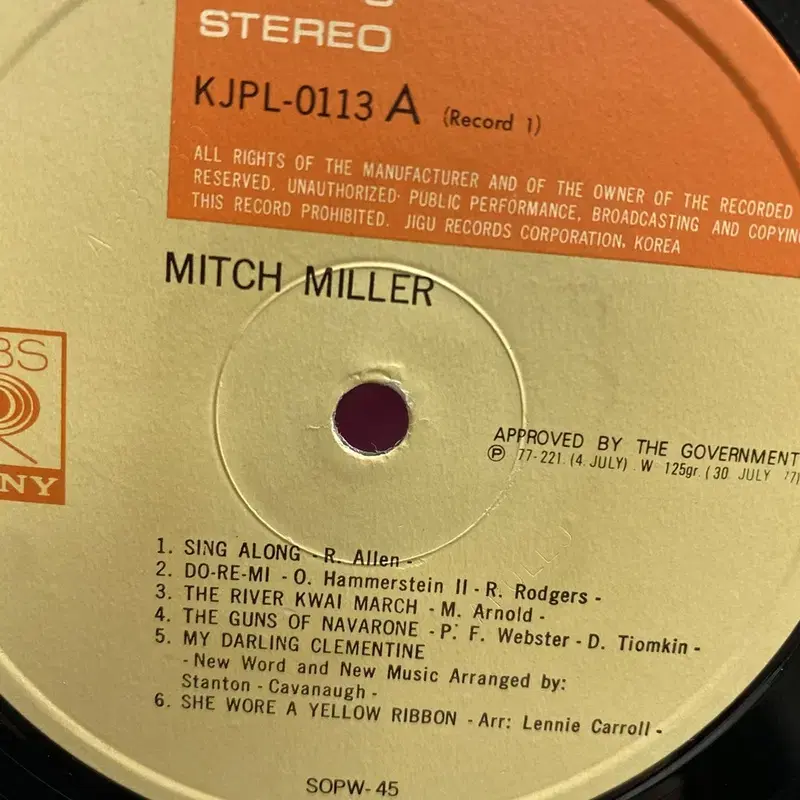 STEREO
KJPL-0113 A (Record 1)
ALL RIGHTS OF THE MANUFACTURER AND OF THE OWNER OF THE RECORDED
RESERVED. UNAUTHORIZED· PUBLIC PERFORMANCE, BROADCASTING AND COPYIN
THIS RECORD PROHIBITED. JIGU RECORDS CORPORATION, KOREA
MITCH MILLER
BS
NY
APPROVED BY THE GOVERNMENT
Ⓟ 77-221. (4. JULY) . W 125gr. ( 30 JULY 77)
1. SING ALONG - R. Allen -
2. DO-RE-MI - O. Hammerstein II - R. Rodgers -
3. THE RIVER KWAI MARCH - M. Arnold -
4. THE GUNS OF NAVARONE - P. F. Webster - D. Tiomkin -
5. MY DARLING CLEMENTINE
- New Word and New Music Arranged by:
Stanton - Cavanaugh -
6. SHE WORE A YELLOW RIBBON - Arr: Lennie Carroll -
SOPW-45